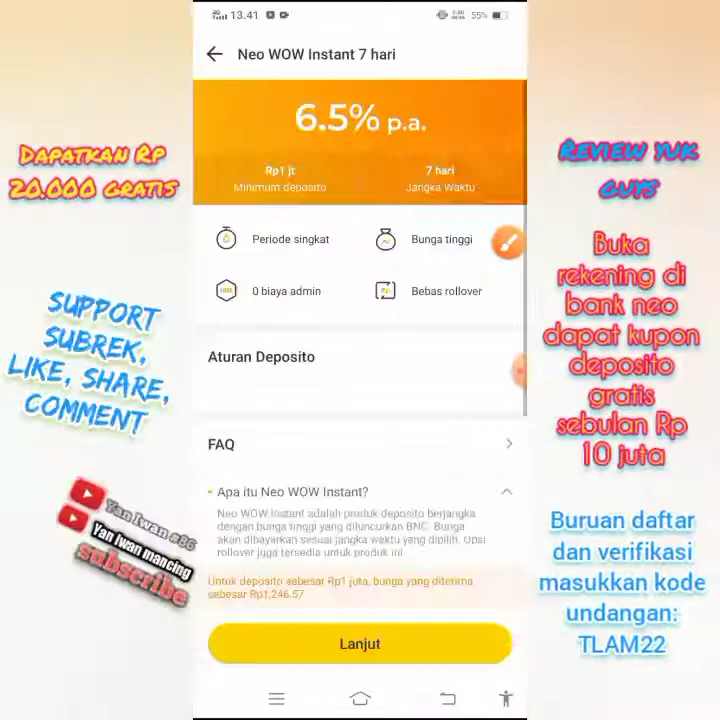 13.41
55%
Neo WOW Instant 7 hari
6.5% p.a.
Rp1 jt
Minimum deposito
7 hari
Jangka Waktu
Periode singkat
Bunga tinggi
0 biaya admin
Bebas rollover
Aturan Deposito
FAQ
Apa itu Neo WOW Instant?
Neo WOW Instant adalah produk deposito berjangka
dengan bunga tinggi yang diluncurkan BNC. Bunga
akan dibayarkan sesuai jangka waktu yang dipilih. Opsi
rollover juga tersedia untuk produk ini.
Untuk deposito sebesar Rp1 juta, bunga yang diterima
sebesar Rp1,246.57
Lanjut
Dapatkan Rp
20.000 gratis
SUPPORT
SUBREK,
LIKE, SHARE,
COMMENT
Yan Iwan #86
Yan Iwan mancing
subscribe
Review yuk
guys
Buka
rekening di
bank neo
dapat kupon
deposito
gratis
sebulan Rp
10 juta
Buruan daftar
dan verifikasi
masukkan kode
undangan:
TLAM22